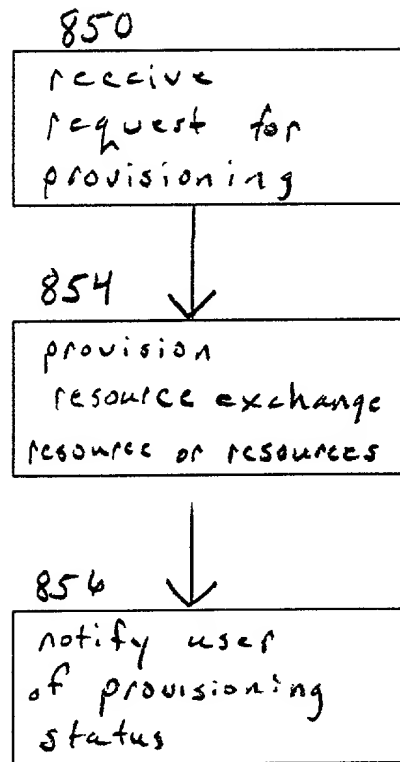 850
receive
request for
provisioning
854
provision
resource exchange
resource or resources
856
notify user
of provisioning
status